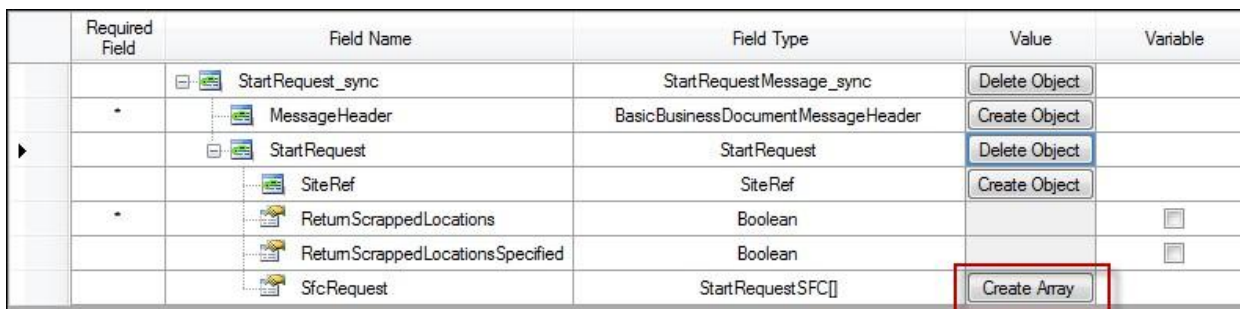 Required Field Field Name Field Type Value Variable
StartRequest_sync StartRequestMessage_sync Delete Object
* MessageHeader BasicBusinessDocumentMessageHeader Create Object
StartRequest StartRequest Delete Object
SiteRef SiteRef Create Object
* ReturnScrappedLocations Boolean
ReturnScrappedLocationsSpecified Boolean
SfcRequest StartRequestSFC[] Create Array